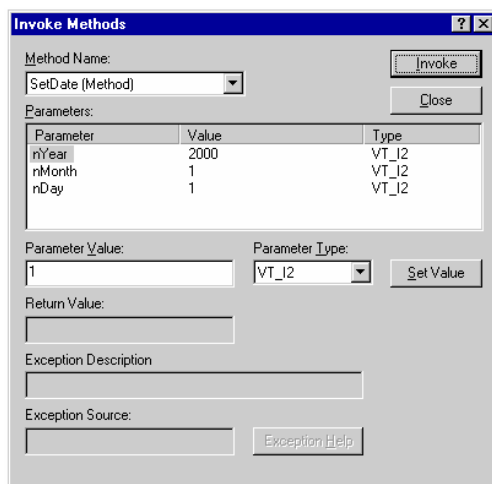 Invoke Methods
Method Name:
SetDate (Method)
Invoke
Close
Parameters:
Parameter Value Type
nYear 2000 VT_I2
nMonth 1 VT_I2
nDay 1 VT_I2
Parameter Value: Parameter Type:
1 VT_I2 Set Value
Return Value:
Exception Description
Exception Source:
Exception Help